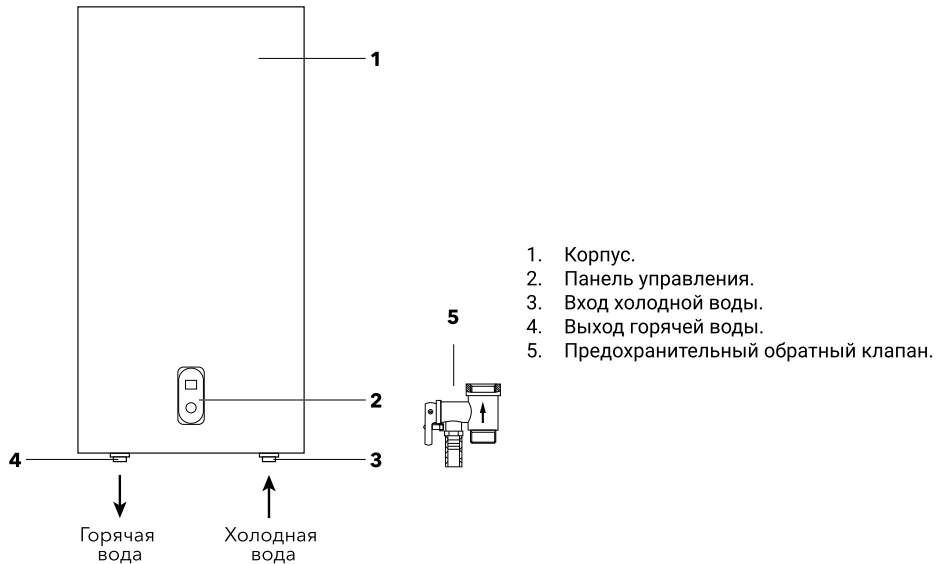 1
1. Корпус.
2. Панель управления.
3. Вход холодной воды.
4. Выход горячей воды.
5. Предохранительный обратный клапан.
5
2
4
3
Горячая
вода
Холодная
вода